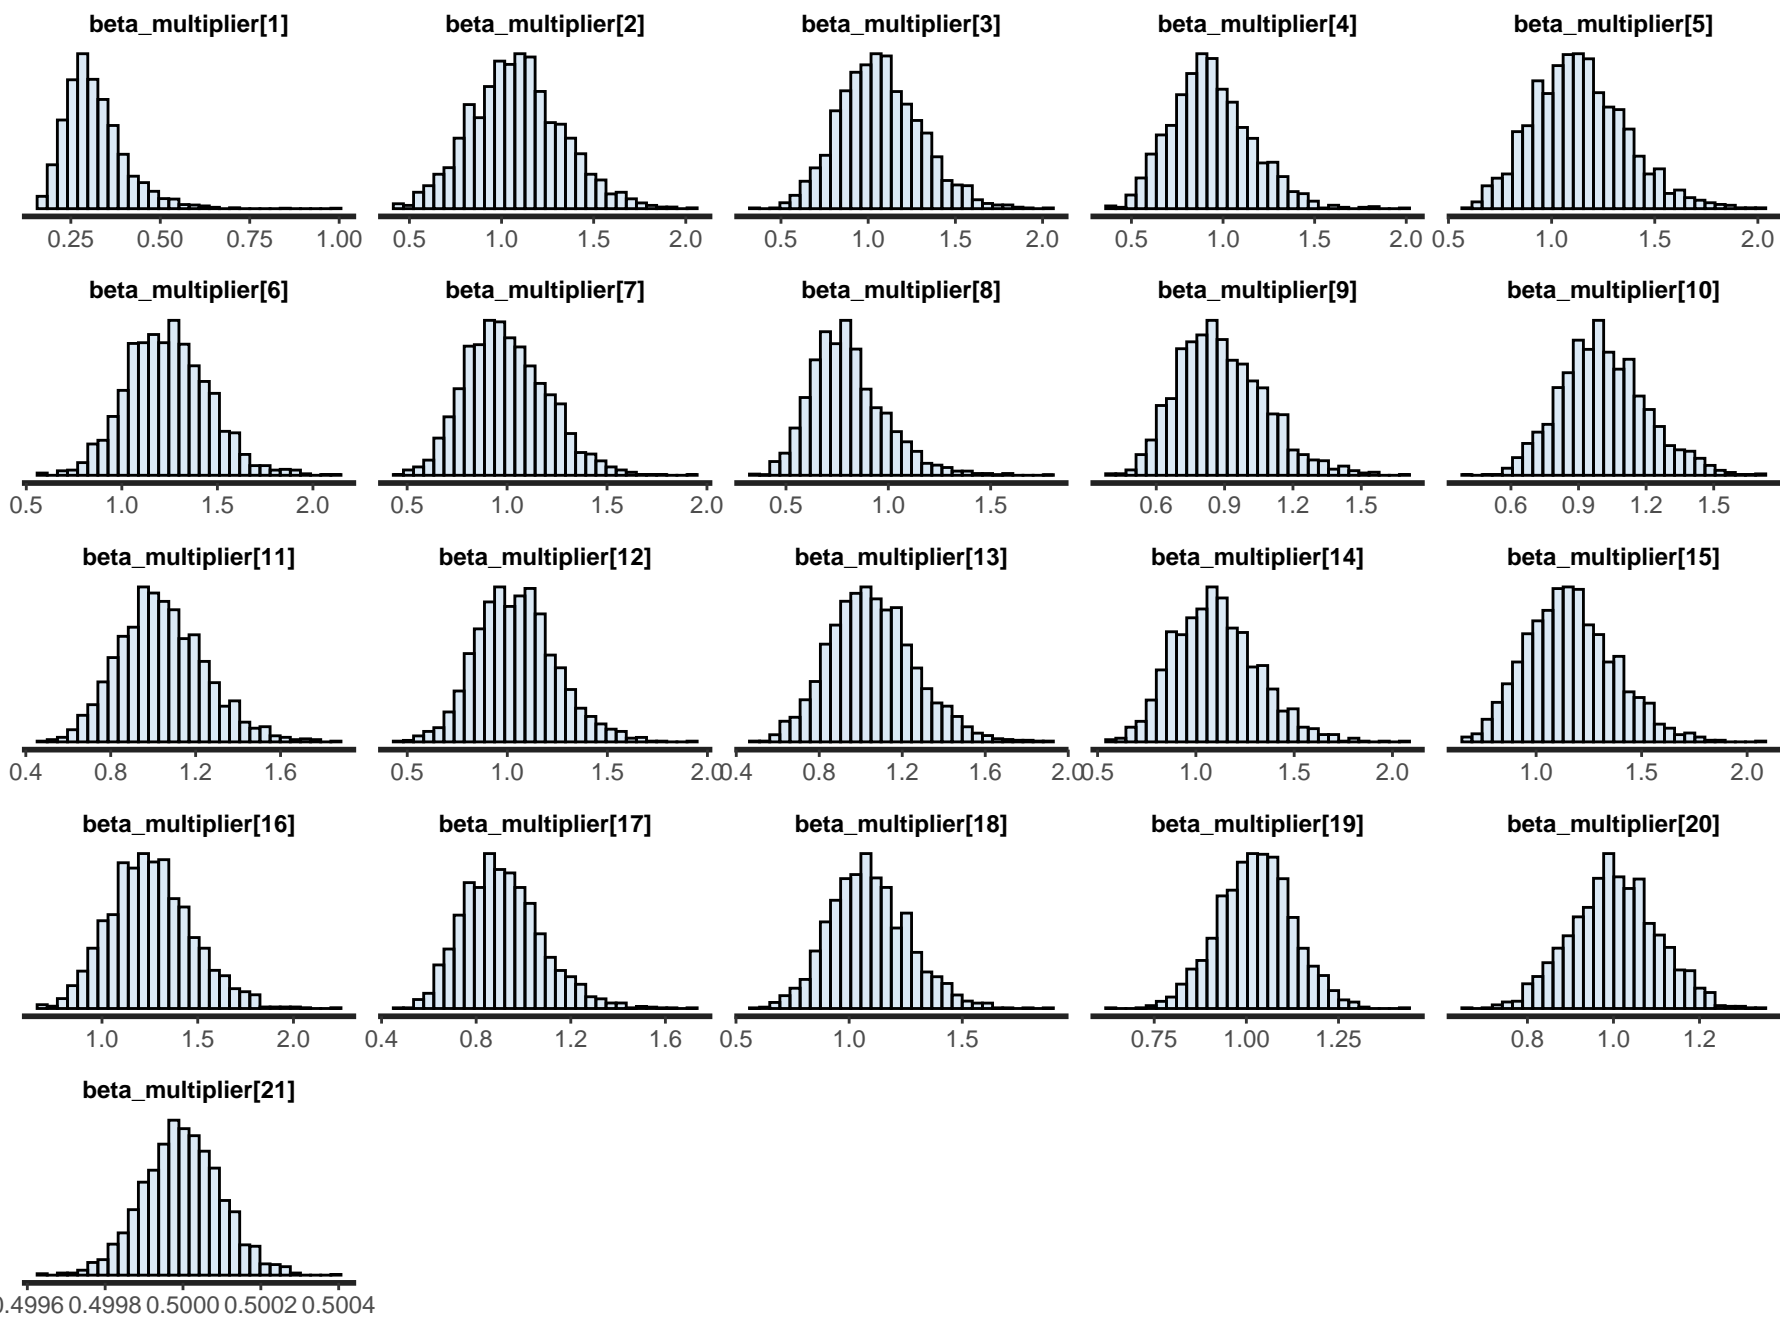 beta_multiplier[1] beta_multiplier[2] beta_multiplier[3] beta_multiplier[4] beta_multiplier[5]
0.25 0.50 0.75 1.00 0.5 1.0 1.5 2.0 0.5 1.0 1.5 2.0 0.5 1.0 1.5 2.0 0.5 1.0 1.5 2.0
beta_multiplier[6] beta_multiplier[7] beta_multiplier[8] beta_multiplier[9] beta_multiplier[10]
0.5 1.0 1.5 2.0 0.5 1.0 1.5 2.0 0.5 1.0 1.5 0.6 0.9 1.2 1.5 0.6 0.9 1.2 1.5
beta_multiplier[11] beta_multiplier[12] beta_multiplier[13] beta_multiplier[14] beta_multiplier[15]
0.4 0.8 1.2 1.6 0.5 1.0 1.5 2.0 0.4 0.8 1.2 1.6 2.0 0.5 1.0 1.5 2.0 1.0 1.5 2.0
beta_multiplier[16] beta_multiplier[17] beta_multiplier[18] beta_multiplier[19] beta_multiplier[20]
1.0 1.5 2.0 0.4 0.8 1.2 1.6 0.5 1.0 1.5 0.75 1.00 1.25 0.8 1.0 1.2
beta_multiplier[21]
0.4996 0.4998 0.5000 0.5002 0.5004